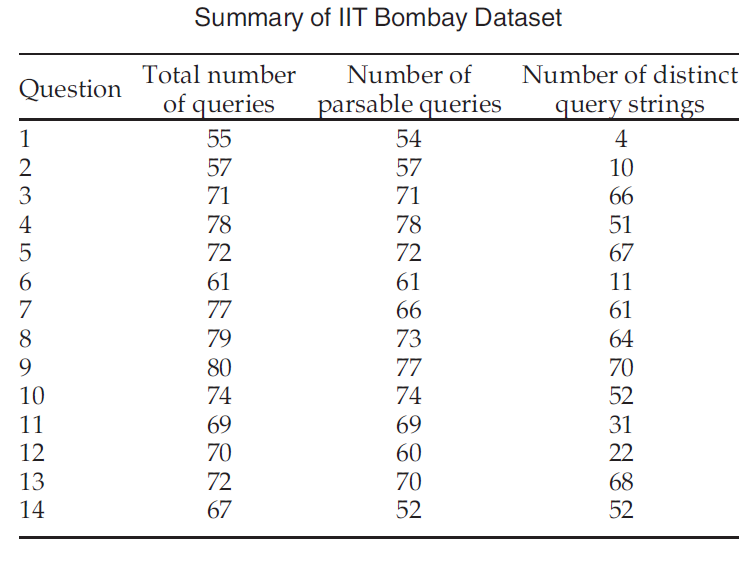 Summary of IIT Bombay Dataset
Question Total number of queries Number of parsable queries Number of distinct query strings
1 55 54 4
2 57 57 10
3 71 71 66
4 78 78 51
5 72 72 67
6 61 61 11
7 77 66 61
8 79 73 64
9 80 77 70
10 74 74 52
11 69 69 31
12 70 60 22
13 72 70 68
14 67 52 52